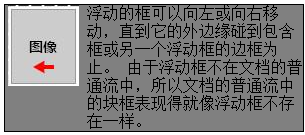 图像
浮动的框可以向左或向右移
动，直到它的外边缘碰到包含
框或另一个浮动框的边框为
止。 由于浮动框不在文档的普
通流中，所以文档的普通流中
的块框表现得就像浮动框不存
在一样。